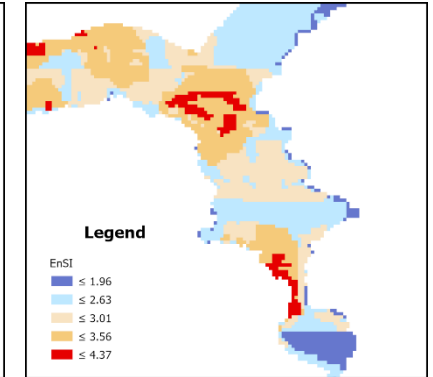 Legend
EnSI
≤ 1.96
≤ 2.63
≤ 3.01
≤ 3.56
≤ 4.37